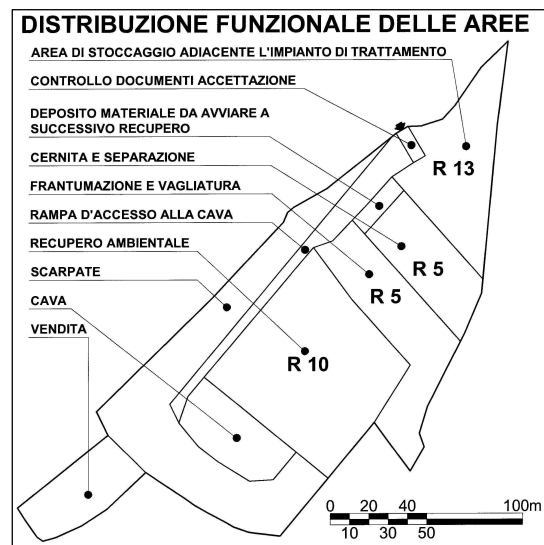 DISTRIBUZIONE FUNZIONALE DELLE AREE
AREA DI STOCCAGGIO ADIACENTE L'IMPIANTO DI TRATTAMENTO
CONTROLLO DOCUMENTI ACCETTAZIONE
DEPOSITO MATERIALE DA AVVIARE A
SUCCESSIVO RECUPERO
CERNITA E SEPARAZIONE
FRANTUMAZIONE E VAGLIATURA
RAMPA D'ACCESSO ALLA CAVA
RECUPERO AMBIENTALE
SCARPATE
CAVA
VENDITA
R 13
R 5
R 5
R 10
0 20 40 100m
10 30 50